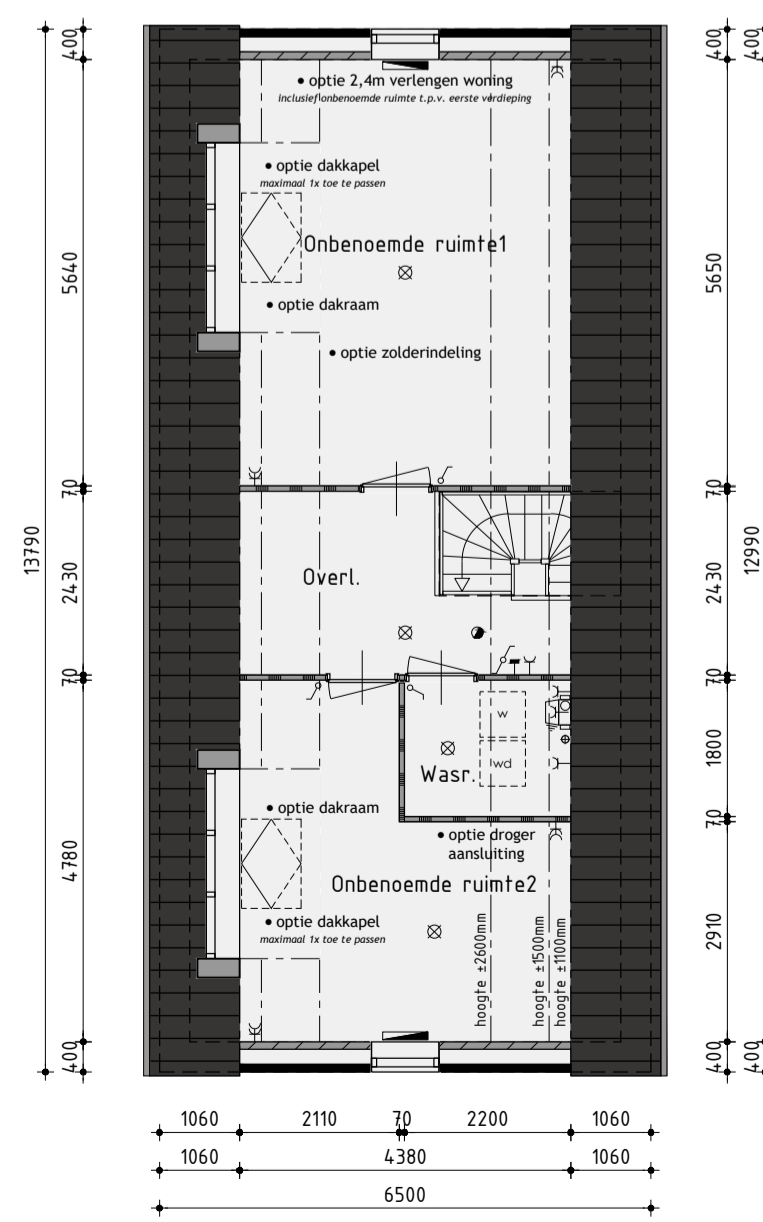 400
400
400
• optie 2,4m verlengen woning
inclusief onbenoemde ruimte t.p.v. eerste verdieping
• optie dakkapel
maximaal 1x toe te passen
Onbenoemde ruimte1
5640
5650
• optie dakraam
• optie zolderindeling
70
70
13790
2430
Overl.
2430
12990
70
70
w
wd
Wasr.
1800
• optie dakraam
• optie droger
aansluiting
70
4780
Onbenoemde ruimte2
• optie dakkapel
maximaal 1x toe te passen
hoogte ±2600mm
hoogte ±1500mm
hoogte ±1100mm
2910
400
400
400
1060
2110
70
2200
1060
1060
4380
1060
6500